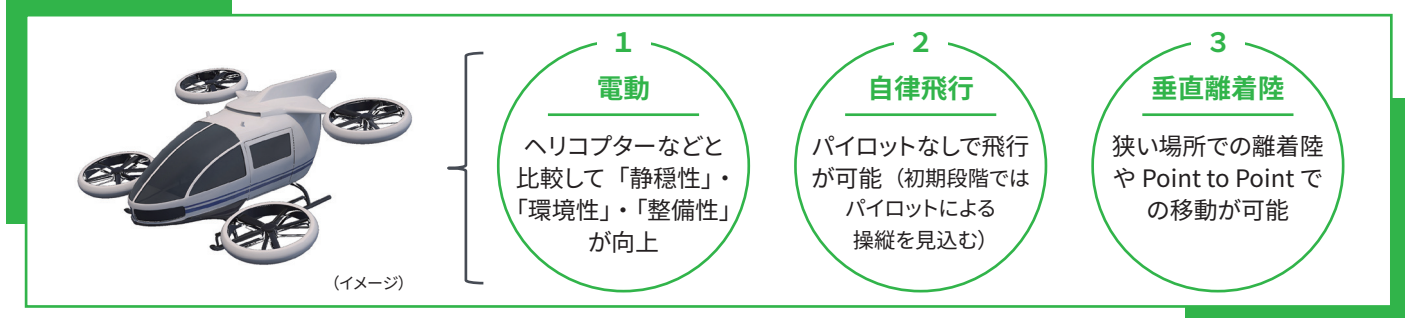 （イメージ）
1
電動
ヘリコプターなどと
比較して「静穏性」・
「環境性」・「整備性」
が向上
2
自律飛行
パイロットなしで飛行
が可能（初期段階では
パイロットによる
操縦を見込む）
3
垂直離着陸
狭い場所での離着陸
や Point to Point で
の移動が可能